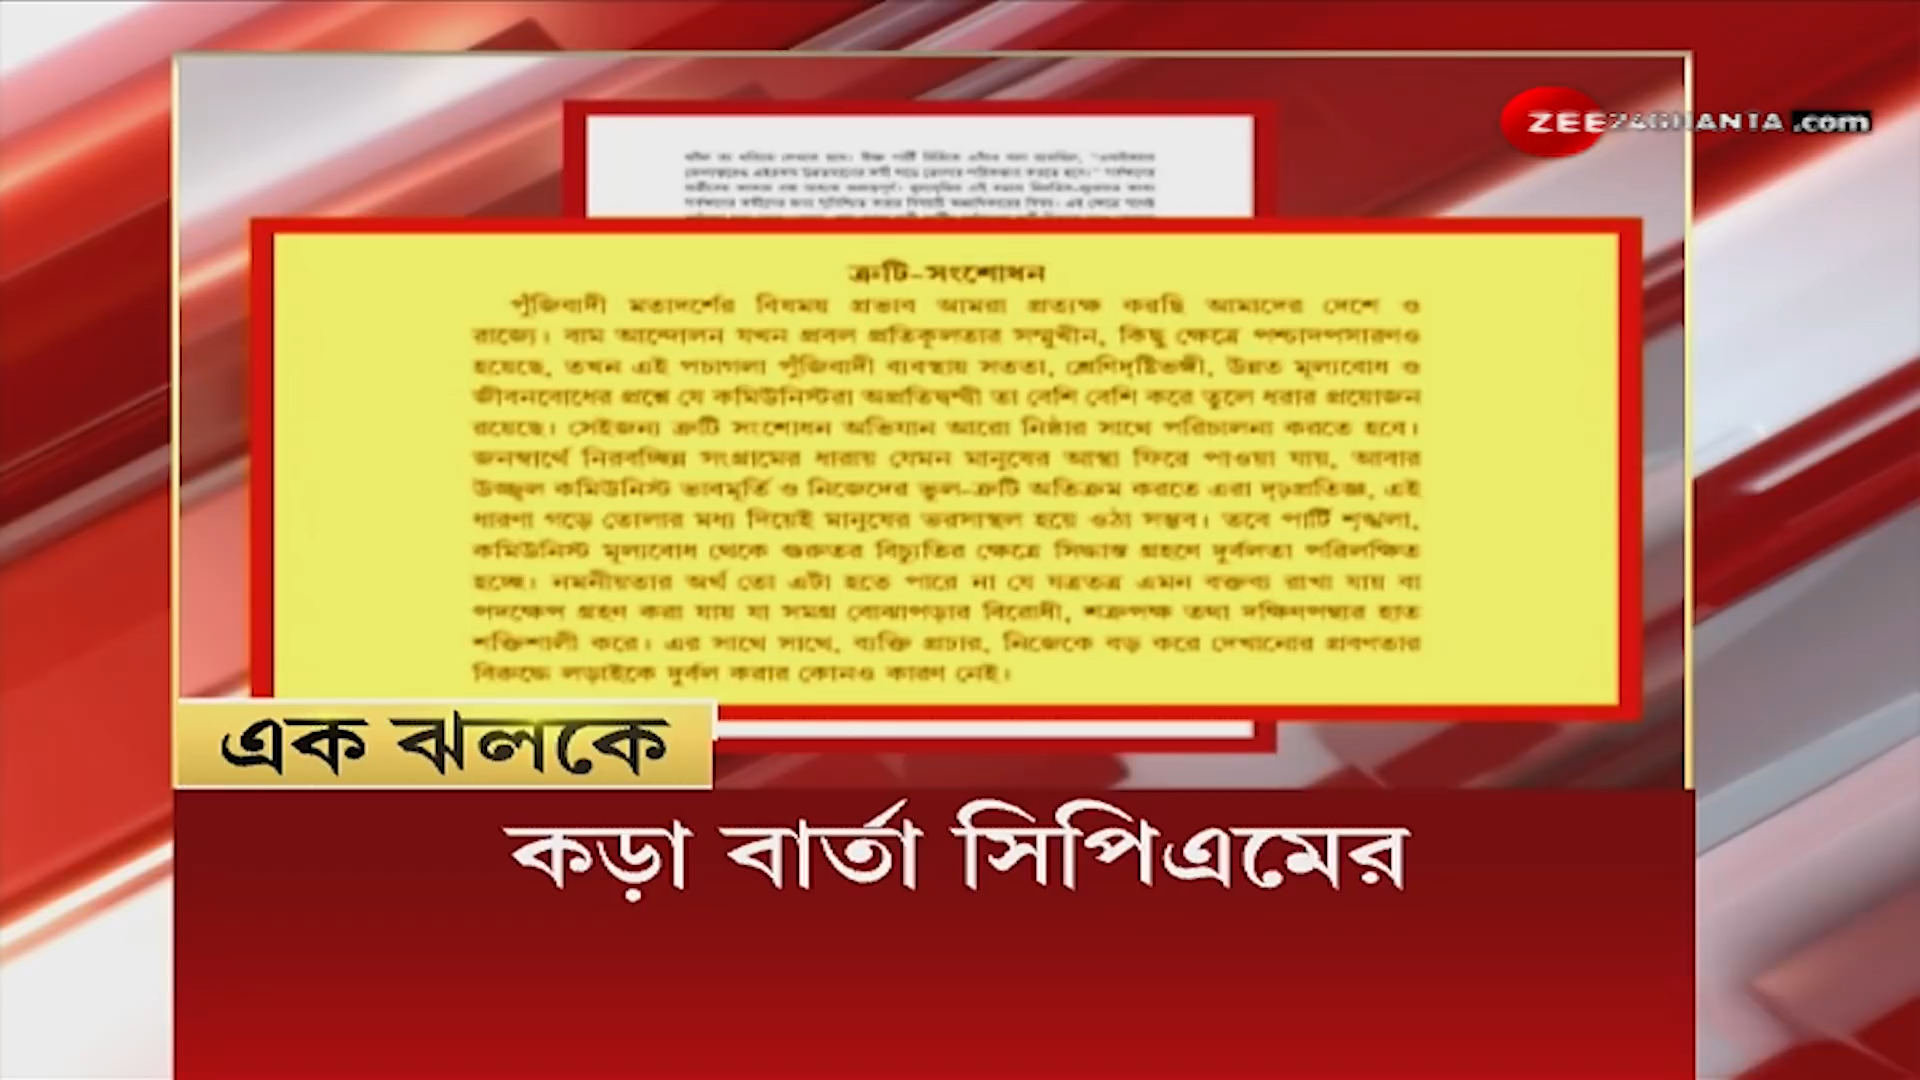 ZEE 24GHANTA.com
ত্রুটি-সংশোধন
পুঁজিবাদী মতাদর্শের বিষময় প্রভাব আমরা প্রত্যক্ষ করছি আমাদের দেশে ও
রাজ্যে। বাম আন্দোলন যখন প্রবল প্রতিকূলতার সম্মুখীন, কিছু ক্ষেত্রে পশ্চাদপসারণও
হয়েছে, তখন এই পচাগলা পুঁজিবাদী ব্যবস্থায় সততা, শ্রেণিদৃষ্টিভঙ্গী, উন্নত মূল্যবোধ ও
জীবনবোধের প্রশ্নে যে কমিউনিস্টরা অপ্রতিদ্বন্দ্বী তা বেশি বেশি করে তুলে ধরার প্রয়োজন
রয়েছে। সেইজন্য ত্রুটি সংশোধন অভিযান আরো নিষ্ঠার সাথে পরিচালনা করতে হবে।
জনস্বার্থে নিরবচ্ছিন্ন সংগ্রামের ধারায় যেমন মানুষের আস্থা ফিরে পাওয়া যায়, আবার
উজ্জ্বল কমিউনিস্ট ভাবমূর্তি ও নিজেদের ভুল-ত্রুটি অতিক্রম করতে এরা দৃঢ়প্রতিজ্ঞ, এই
ধারণা গড়ে তোলার মধ্য দিয়েই মানুষের ভরসাস্থল হয়ে ওঠা সম্ভব। তবে পার্টি শৃঙ্খলা,
কমিউনিস্ট মূল্যবোধ থেকে গুরুতর বিচ্যুতির ক্ষেত্রে সিদ্ধান্ত গ্রহণে দুর্বলতা পরিলক্ষিত
হচ্ছে। নমনীয়তার অর্থ তো এটা হতে পারে না যে যত্রতত্র এমন বক্তব্য রাখা যায় বা
পদক্ষেপ গ্রহণ করা যায় যা সমগ্র বোঝাপড়ার বিরোধী, শত্রুপক্ষ তথা দক্ষিণপন্থার হাত
শক্তিশালী করে। এর সাথে সাথে, ব্যক্তি প্রচার, নিজেকে বড় করে দেখানোর প্রবণতার
বিরুদ্ধে লড়াইকে দুর্বল করার কোনও কারণ নেই।
এক ঝলকে
কড়া বার্তা সিপিএমের